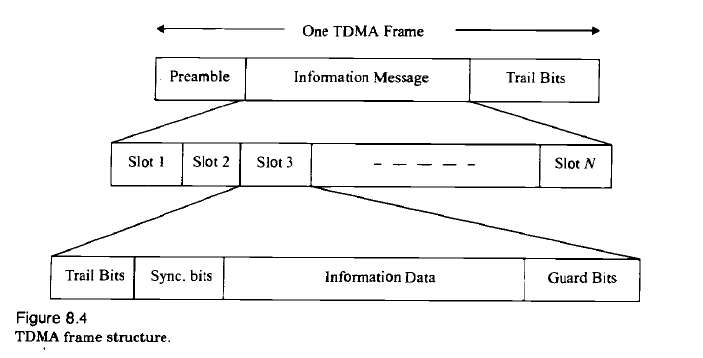 One TDMA Frame
Preamble Information Message Trail Bits
Slot 1 Slot 2 Slot 3 Slot N
Trail Bits Sync. bits Information Data Guard Bits
Figure 8.4
TDMA frame structure.